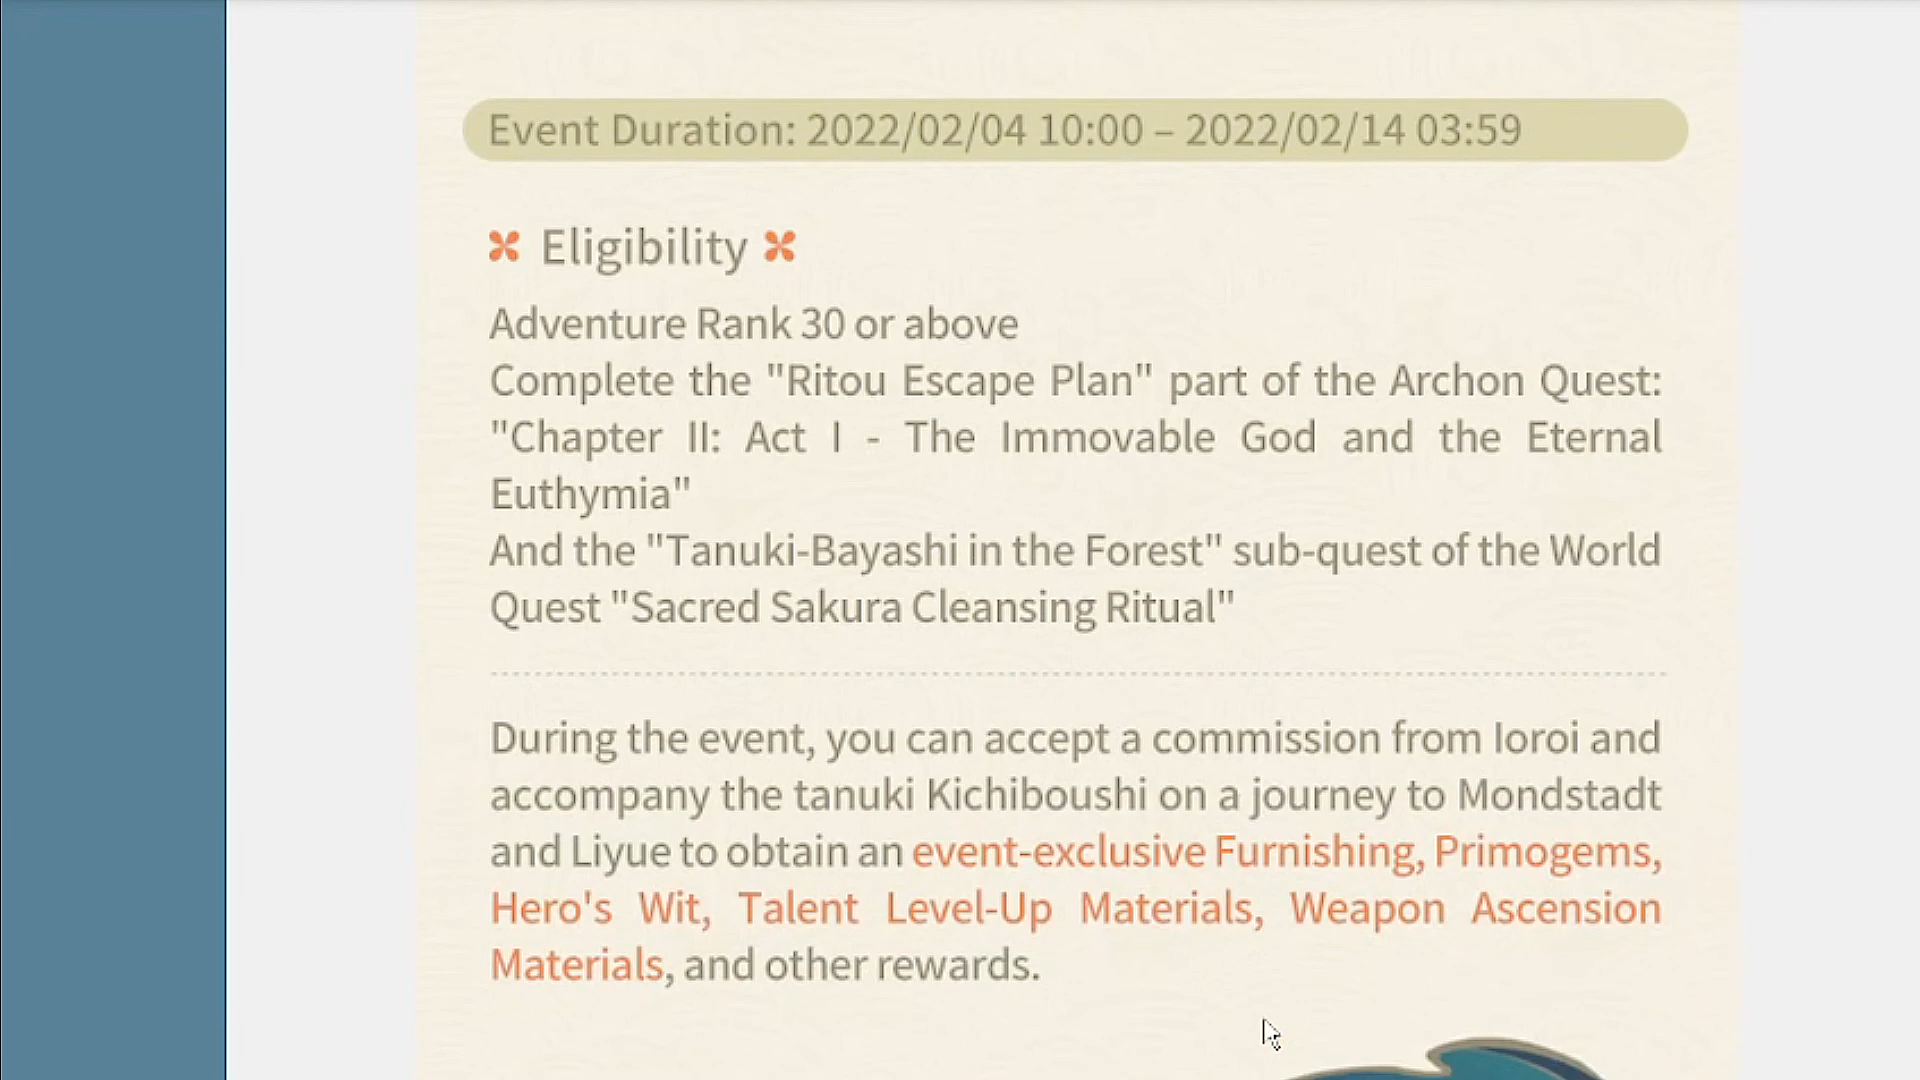 Event Duration: 2022/02/04 10:00 – 2022/02/14 03:59
Eligibility
Adventure Rank 30 or above
Complete the "Ritou Escape Plan" part of the Archon Quest:
"Chapter II: Act I - The Immovable God and the Eternal
Euthymia"
And the "Tanuki-Bayashi in the Forest" sub-quest of the World
Quest "Sacred Sakura Cleansing Ritual"
During the event, you can accept a commission from Ioroi and
accompany the tanuki Kichiboushi on a journey to Mondstadt
and Liyue to obtain an event-exclusive Furnishing, Primogems,
Hero's Wit, Talent Level-Up Materials, Weapon Ascension
Materials, and other rewards.